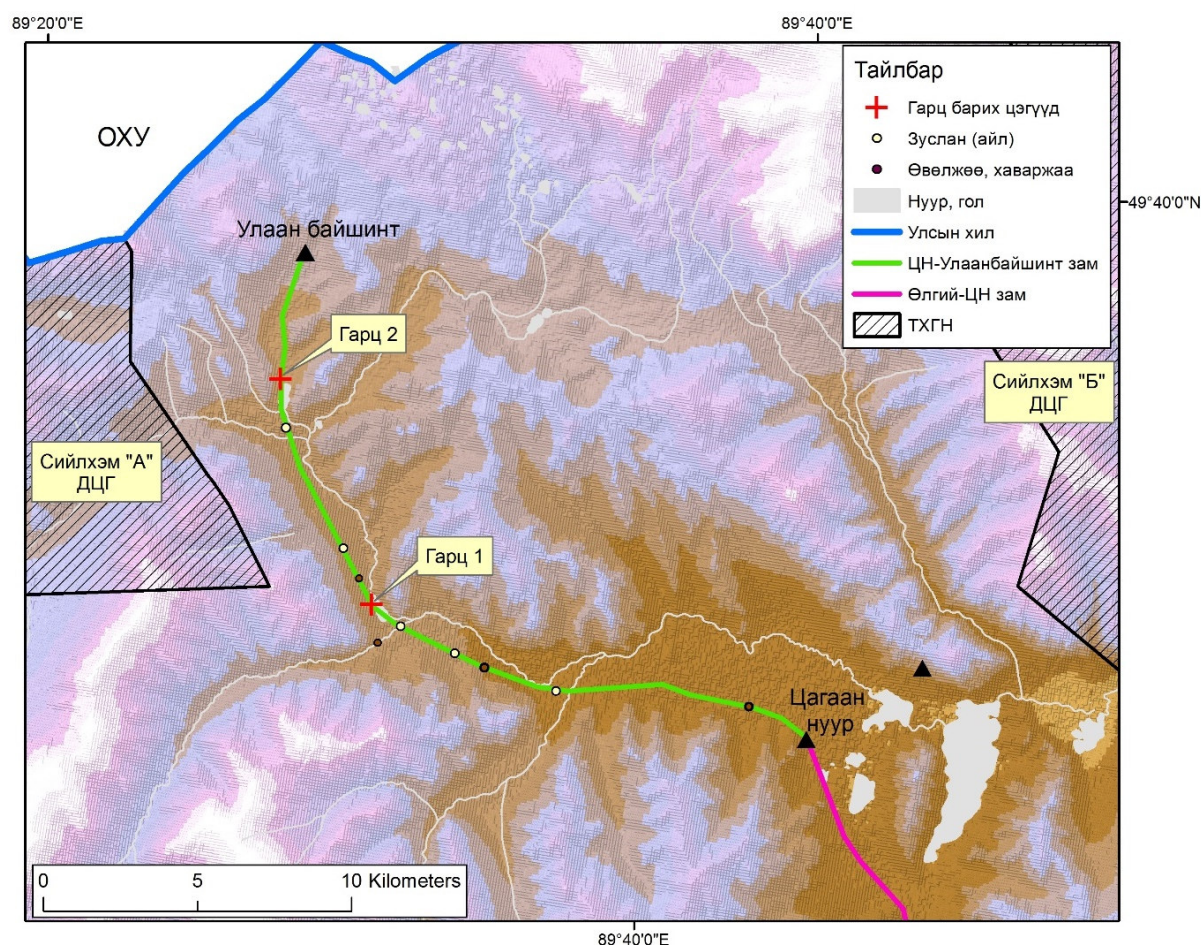 89°20'0"E
89°40'0"E
ОХУ
Улаан байшинт
Гарц 2
Сийлхэм "А"
ДЦГ
Гарц 1
Цагаан
нуур
Сийлхэм "Б"
ДЦГ
Тайлбар
Гарц барих цэгүүд
Зуслан (айл)
Өвөлжөө, хаваржаа
Нуур, гол
Улсын хил
ЦН-Улаанбайшинт зам
Өлгий-ЦН зам
ТХГН
49°40'0"N
0 5 10 Kilometers
89°40'0"E